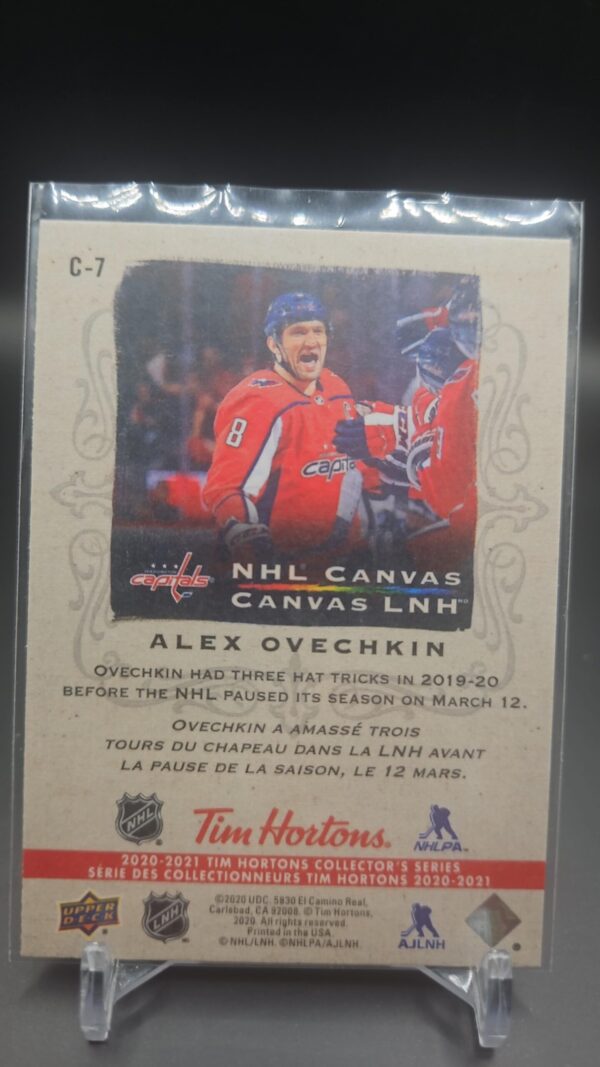 C-7
8
capitals
NHL CANVAS
CANVAS LNH
ALEX OVECHKIN
OVECHKIN HAD THREE HAT TRICKS IN 2019-20
BEFORE THE NHL PAUSED ITS SEASON ON MARCH 12.
OVECHKIN A AMASSÉ TROIS
TOURS DU CHAPEAU DANS LA LNH AVANT
LA PAUSE DE LA SAISON, LE 12 MARS.
NHL
Tim Hortons.
NHLPA
2020-2021 TIM HORTONS COLLECTOR'S SERIES
SÉRIE DES COLLECTIONNEURS TIM HORTONS 2020-2021
UPPER
DECK
LNH
©2020 UDC. 5830 El Camino Real,
Carlsbad, CA 92008. © Tim Hortons,
2020. All rights reserved.
Printed in the USA.
© NHL/LNH. ©NHLPA/AJLNH.
AJLNH